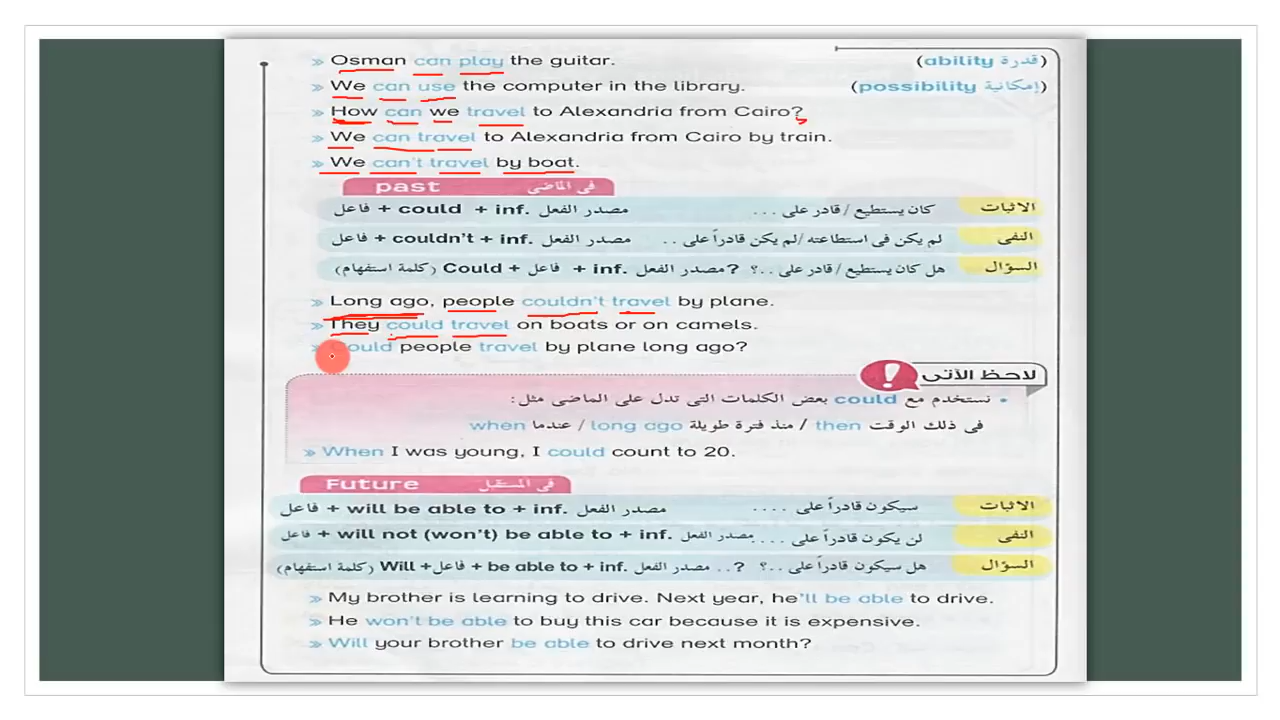 » Osman can play the guitar. (ability قدرة)
» We can use the computer in the library. (possibility إمكانية)
» How can we travel to Alexandria from Cairo?
» We can travel to Alexandria from Cairo by train.
» We can't travel by boat.
past فى الماضى
الاثبات كان يستطيع / قادر على ... مصدر الفعل .inf + could + فاعل
النفى لم يكن فى استطاعته /لم يكن قادراً على .. مصدر الفعل .inf + couldn't + فاعل
السؤال هل كان يستطيع / قادر على ..؟ ?مصدر الفعل .inf + فاعل + Could (كلمة استفهام)
» Long ago, people couldn't travel by plane.
» They could travel on boats or on camels.
» Could people travel by plane long ago?
لاحظ الآتى
• نستخدم مع could بعض الكلمات التى تدل على الماضى مثل:
فى ذلك الوقت then / منذ فترة طويلة long ago / عندما when
» When I was young, I could count to 20.
Future فى المستقبل
الاثبات سيكون قادراً على .... مصدر الفعل .inf + will be able to + فاعل
النفى لن يكون قادراً على .... مصدر الفعل .inf + will not (won't) be able to + فاعل
السؤال هل سيكون قادراً على ..؟ ?.. مصدر الفعل .inf + be able to + فاعل+ Will (كلمة استفهام)
» My brother is learning to drive. Next year, he'll be able to drive.
» He won't be able to buy this car because it is expensive.
» Will your brother be able to drive next month?